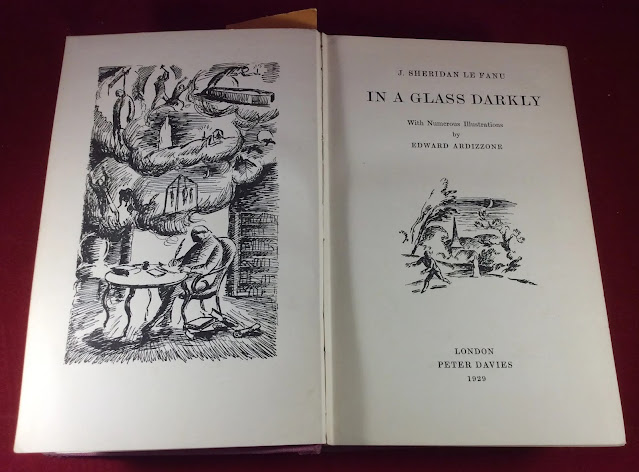 J. SHERIDAN LE FANU
IN A GLASS DARKLY
With Numerous Illustrations
by
EDWARD ARDIZZONE
LONDON
PETER DAVIES
1929